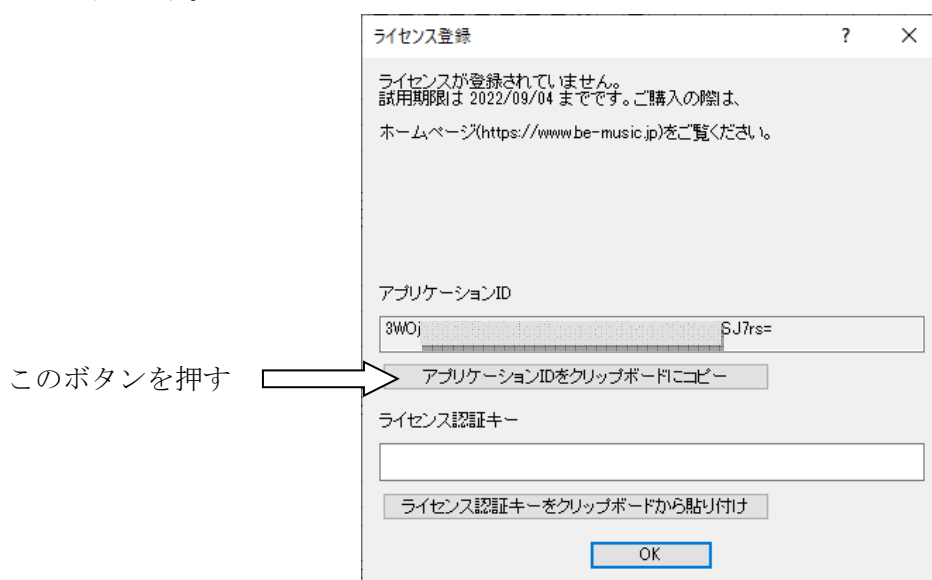 ライセンス登録
?
×
ライセンスが登録されていません。
試用期限は 2022/09/04 までです。ご購入の際は、
ホームページ(https://www.be-music.jp)をご覧ください。
アプリケーションID
3WOj SJ7rs=
このボタンを押す
アプリケーションIDをクリップボードにコピー
ライセンス認証キー
ライセンス認証キーをクリップボードから貼り付け
OK